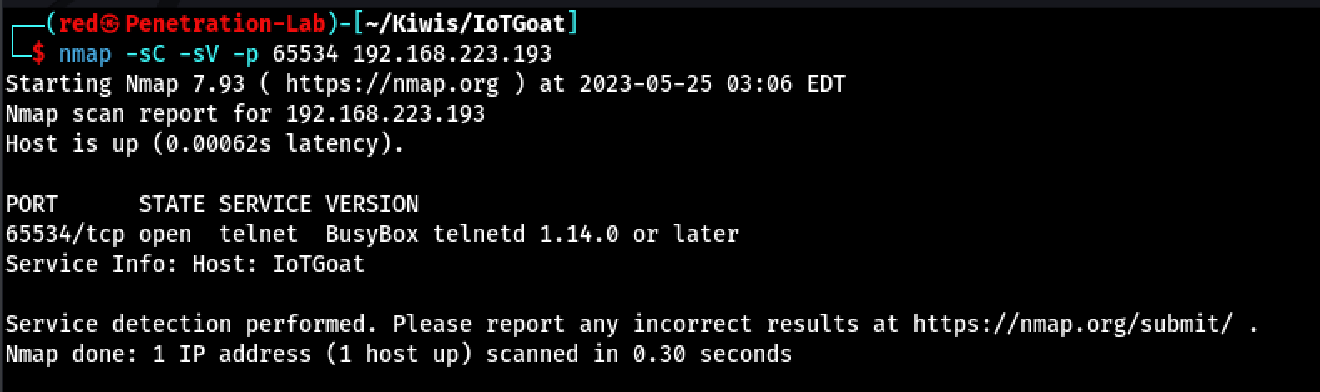 ┌──(red㉿Penetration-Lab)-[~/Kiwis/IoTGoat]
└─$ nmap -sC -sV -p 65534 192.168.223.193
Starting Nmap 7.93 ( https://nmap.org ) at 2023-05-25 03:06 EDT
Nmap scan report for 192.168.223.193
Host is up (0.00062s latency).

PORT      STATE SERVICE VERSION
65534/tcp open  telnet  BusyBox telnetd 1.14.0 or later
Service Info: Host: IoTGoat

Service detection performed. Please report any incorrect results at https://nmap.org/submit/ .
Nmap done: 1 IP address (1 host up) scanned in 0.30 seconds